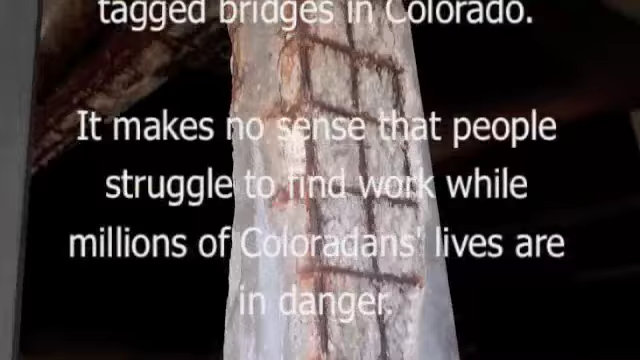 tagged bridges in Colorado.
It makes no sense that people
struggle to find work while
millions of Coloradans' lives are
in danger.